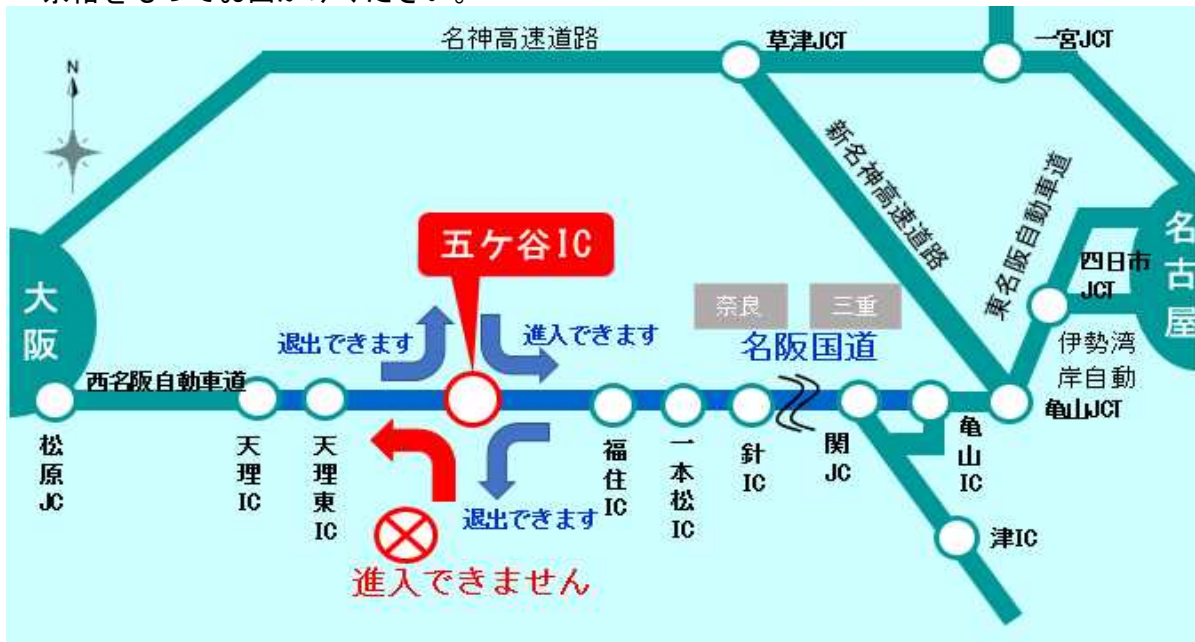 名神高速道路
草津JCT
一宮JCT
N
新名神高速道路
東名阪自動車道
名古屋
四日市
JCT
五ケ谷IC
奈良
三重
大阪
退出できます
進入できます
名阪国道
伊勢湾
岸自動
西名阪自動車道
亀山JCT
松原JC
天理IC
天理東IC
福住IC
一本松IC
針IC
関JC
亀山IC
退出できます
津IC
進入できません